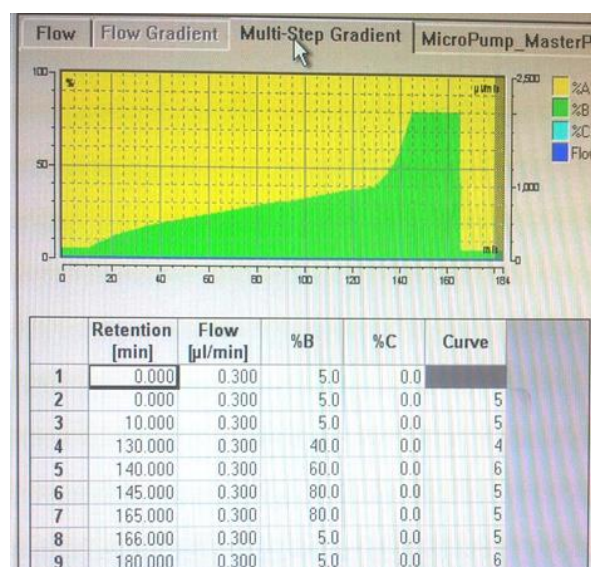 Flow Flow Gradient Multi-Step Gradient MicroPump_MasterP
100 % µl/min 2,500
%A
%B
50
%C
1,000
Flow
0 min 0
0 20 40 60 80 100 120 140 160 184
Retention [min] Flow [µl/min] %B %C Curve
1 0.000 0.300 5.0 0.0
2 0.000 0.300 5.0 0.0 5
3 10.000 0.300 5.0 0.0 5
4 130.000 0.300 40.0 0.0 4
5 140.000 0.300 60.0 0.0 6
6 145.000 0.300 80.0 0.0 5
7 165.000 0.300 80.0 0.0 5
8 166.000 0.300 5.0 0.0 5
9 180.000 0.300 5.0 0.0 6